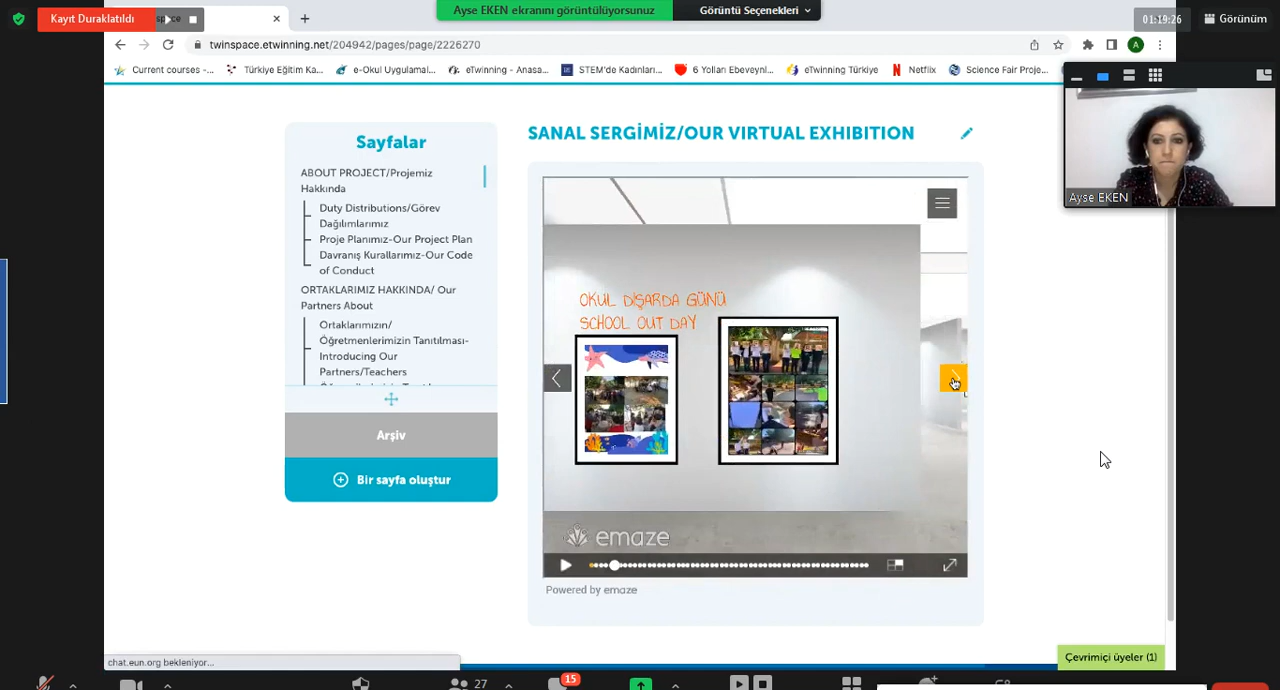 Kayıt Duraklatıldı
space
Ayse EKEN ekranını görüntülüyorsunuz
Görüntü Seçenekleri
01:19:26
Görünüm
twinspace.etwinning.net/204942/pages/page/2226270
A
Current courses -...
Türkiye Eğitim Ka...
e-Okul Uygulamal...
eTwinning - Anasa...
STEM'de Kadınları...
6 Yolları Ebeveynl...
eTwinning Türkiye
Netflix
Science Fair Proje...
Ayse EKEN
Sayfalar
ABOUT PROJECT/Projemiz
Hakkında
Duty Distributions/Görev
Dağılımlarımız
Proje Planımız-Our Project Plan
Davranış Kurallarımız-Our Code
of Conduct
ORTAKLARIMIZ HAKKINDA/ Our
Partners About
Ortaklarımızın/
Öğretmenlerimizin Tanıtılması-
Introducing Our
Partners/Teachers
Arşiv
Bir sayfa oluştur
SANAL SERGİMİZ/OUR VIRTUAL EXHIBITION
OKUL DIŞARDA GÜNÜ
SCHOOL OUT DAY
emaze
Powered by emaze
chat.eun.org bekleniyor...
Çevrimiçi üyeler (1)
27
15